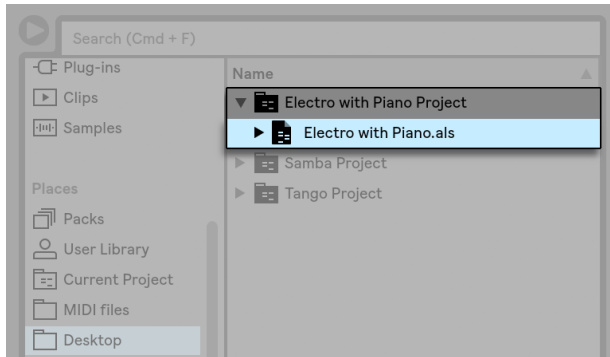 Search (Cmd + F)
Plug-ins
Clips
Samples
Places
Packs
User Library
Current Project
MIDI files
Desktop
Name
Electro with Piano Project
Electro with Piano.als
Samba Project
Tango Project